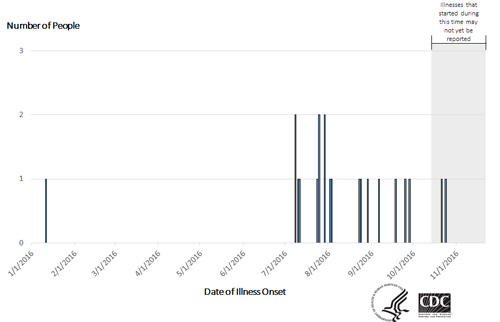 Illnesses that
started during
this time may
not yet be
reported
Number of People
3
2
1
0
1/1/2016
2/1/2016
3/1/2016
4/1/2016
5/1/2016
6/1/2016
7/1/2016
8/1/2016
9/1/2016
10/1/2016
11/1/2016
Date of Illness Onset
CDC